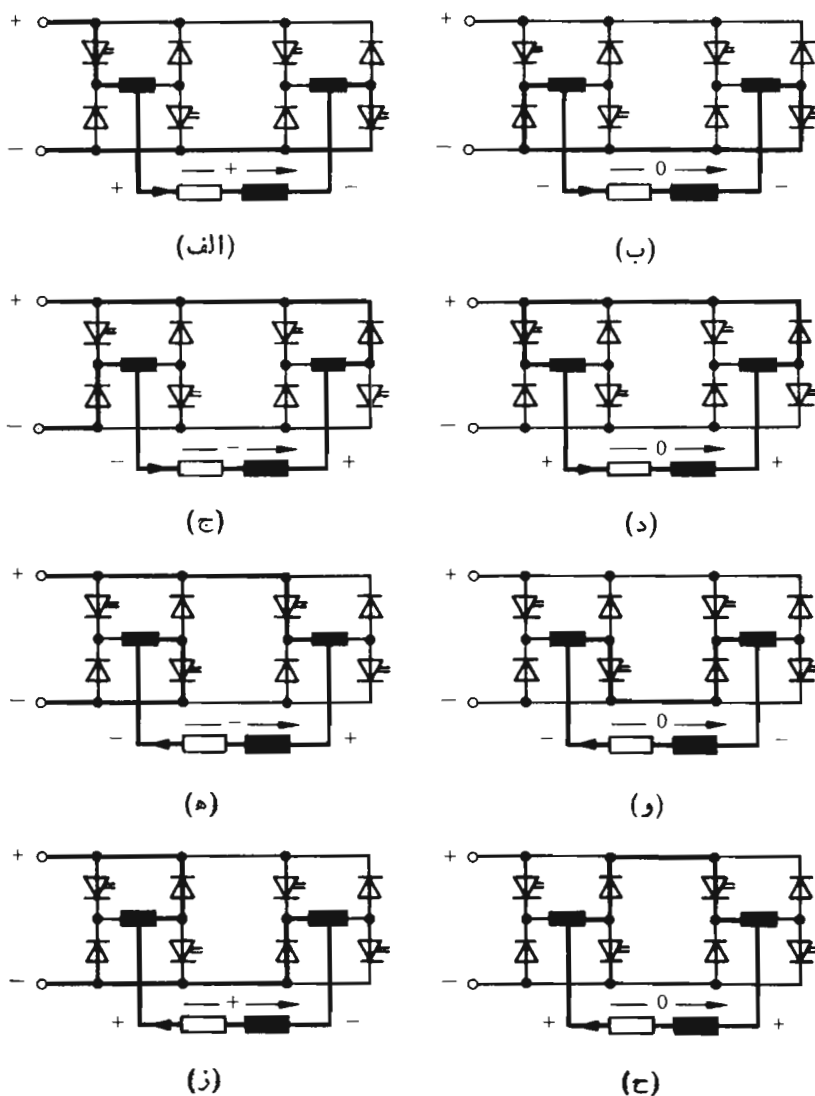 + +
− −
+ − + → − − 0 → −
(الف) (ب)
+ +
− −
− − → + + 0 → +
(ج) (د)
+ +
− −
− − → + − 0 → −
(ه) (و)
+ +
− −
+ + → − + 0 → +
(ز) (ح)